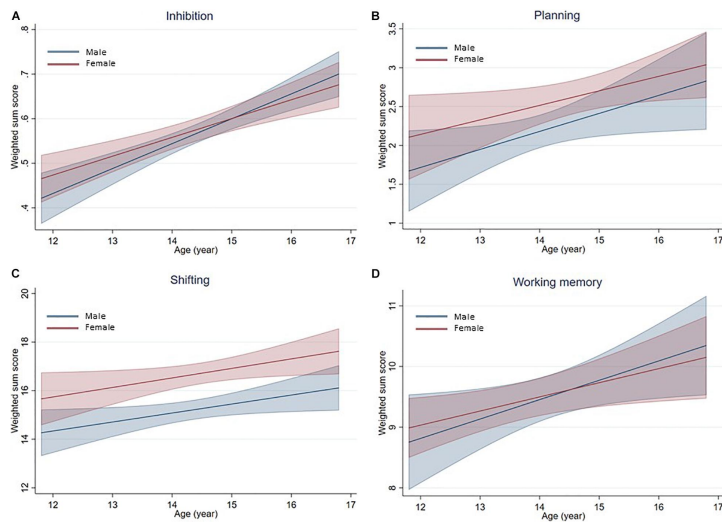 A
Inhibition
Male
Female
Weighted sum score
.8
.7
.6
.5
.4
12 13 14 15 16 17
Age (year)
B
Planning
Male
Female
Weighted sum score
3.5
3
2.5
2
1.5
1
12 13 14 15 16 17
Age (year)
C
Shifting
Male
Female
Weighted sum score
20
18
16
14
12
12 13 14 15 16 17
Age (year)
D
Working memory
Male
Female
Weighted sum score
11
10
9
8
12 13 14 15 16 17
Age (year)